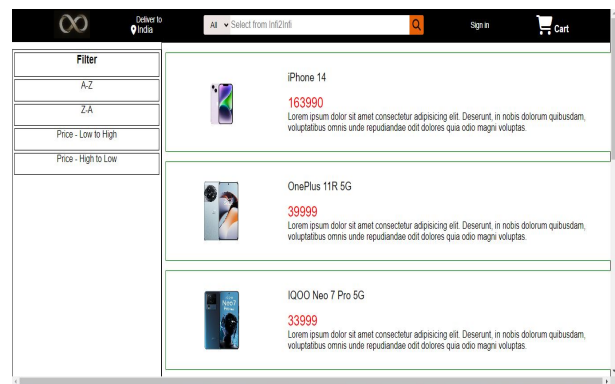 Deliver to
India
All
Select from Infi2Infi
Sign in
Cart
Filter
A-Z
Z-A
Price - Low to High
Price - High to Low
iPhone 14
163990
Lorem ipsum dolor sit amet consectetur adipisicing elit. Deserunt, in nobis dolorum quibusdam,
voluptatibus omnis unde repudiandae odit dolores quia odio magni voluptas.
OnePlus 11R 5G
39999
Lorem ipsum dolor sit amet consectetur adipisicing elit. Deserunt, in nobis dolorum quibusdam,
voluptatibus omnis unde repudiandae odit dolores quia odio magni voluptas.
IQOO Neo 7 Pro 5G
33999
Lorem ipsum dolor sit amet consectetur adipisicing elit. Deserunt, in nobis dolorum quibusdam,
voluptatibus omnis unde repudiandae odit dolores quia odio magni voluptas.